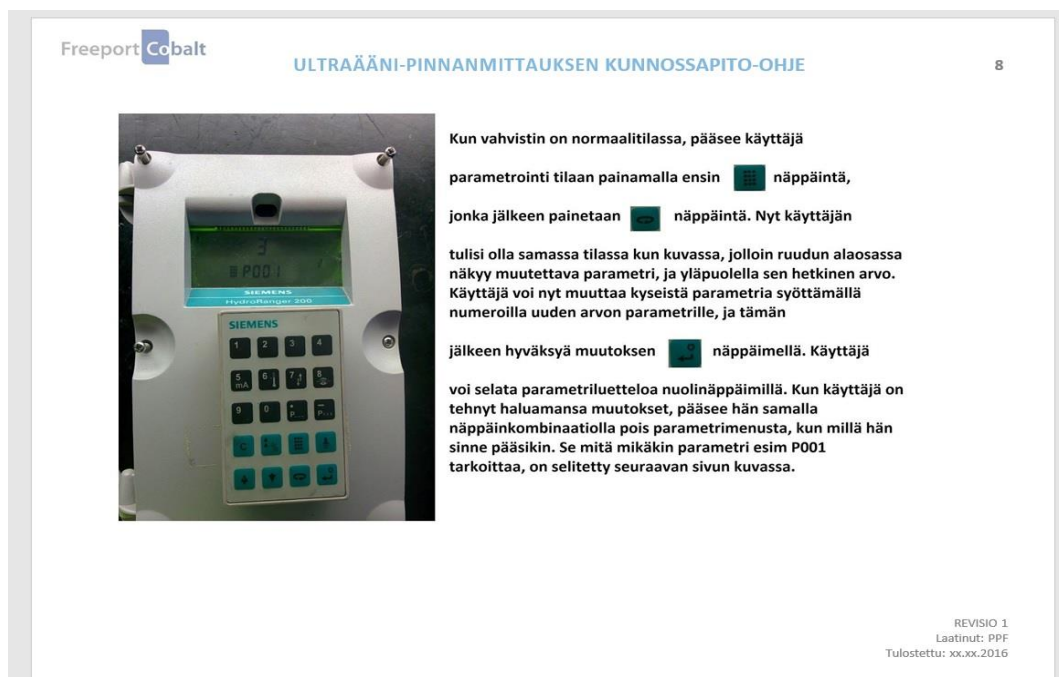 Freeport Cobalt
ULTRAÄÄNI-PINNANMITTAUKSEN KUNNOSSAPITO-OHJE
8
Kun vahvistin on normaalitilassa, pääsee käyttäjä
parametrointi tilaan painamalla ensin näppäintä,
jonka jälkeen painetaan näppäintä. Nyt käyttäjän
tulisi olla samassa tilassa kun kuvassa, jolloin ruudun alaosassa
näkyy muutettava parametri, ja yläpuolella sen hetkinen arvo.
Käyttäjä voi nyt muuttaa kyseistä parametria syöttämällä
numeroilla uuden arvon parametrille, ja tämän
jälkeen hyväksyä muutoksen näppäimellä. Käyttäjä
voi selata parametriluetteloa nuolinäppäimillä. Kun käyttäjä on
tehnyt haluamansa muutokset, pääsee hän samalla
näppäinkombinaatiolla pois parametrimenusta, kun millä hän
sinne pääsikin. Se mitä mikäkin parametri esim P001
tarkoittaa, on selitetty seuraavan sivun kuvassa.
3
P001
SIEMENS
HydroRanger 200
SIEMENS
1 2 3 4
5 6 7 8
mA
9 0 P... P...
°C
REVISIO 1
Laatinut: PPF
Tulostettu: xx.xx.2016